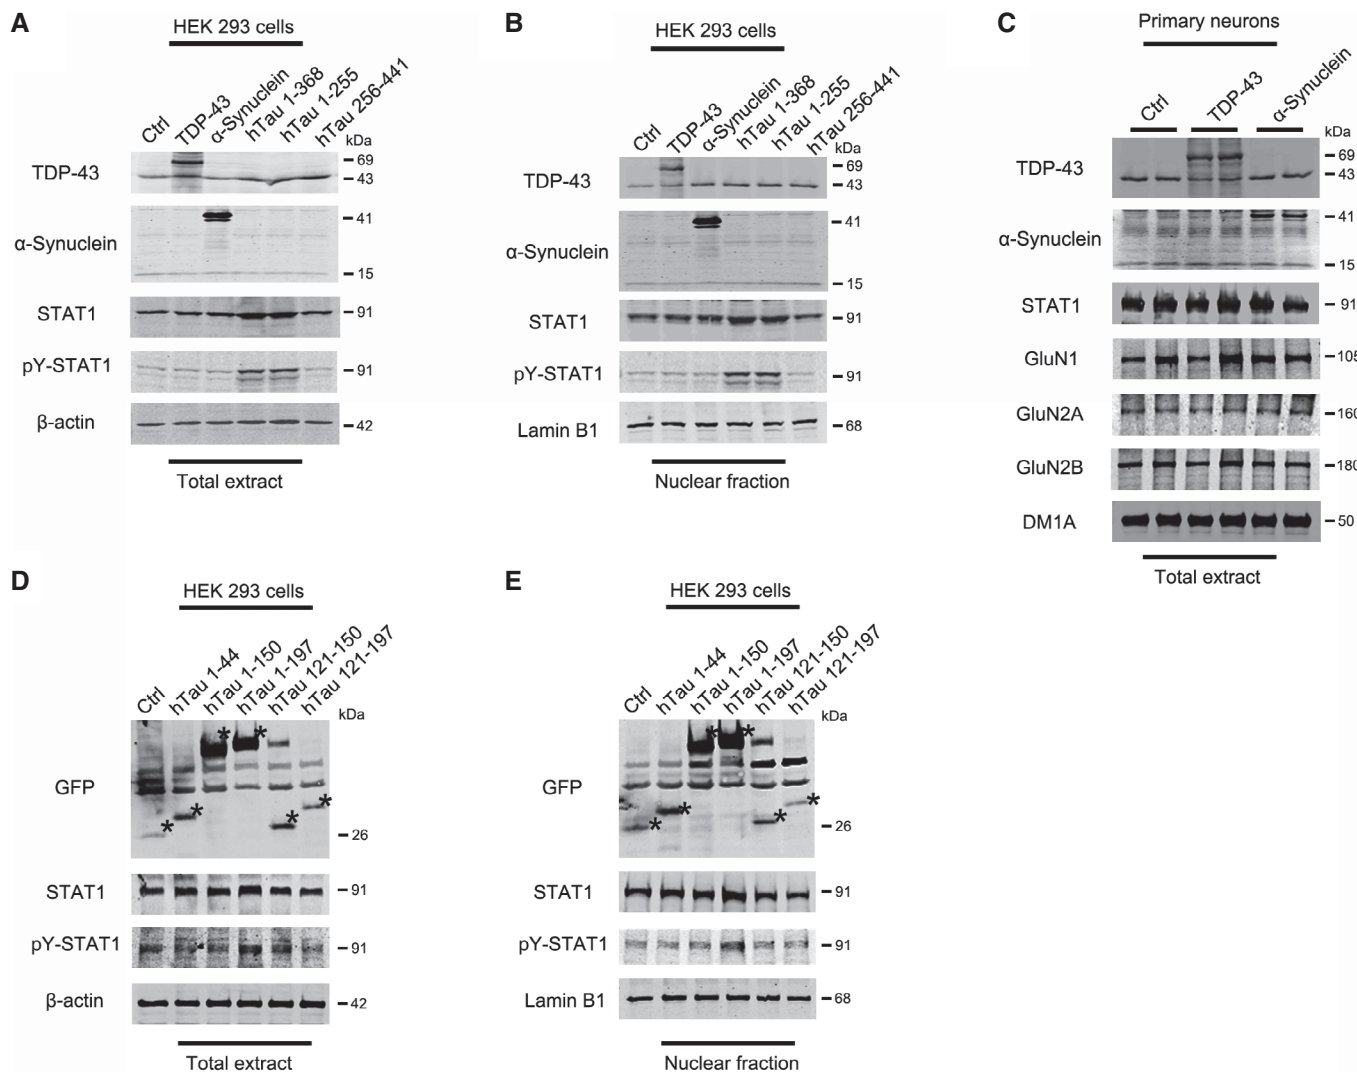 A
HEK 293 cells
Ctrl
TDP-43
α-Synuclein
hTau 1-368
hTau 1-255
hTau 256-441
kDa
TDP-43
69
43
α-Synuclein
41
15
STAT1
91
pY-STAT1
91
β-actin
42
Total extract
B
HEK 293 cells
Ctrl
TDP-43
α-Synuclein
hTau 1-368
hTau 1-255
hTau 256-441
kDa
TDP-43
69
43
α-Synuclein
41
15
STAT1
91
pY-STAT1
91
Lamin B1
68
Nuclear fraction
C
Primary neurons
Ctrl
TDP-43
α-Synuclein
kDa
TDP-43
69
43
α-Synuclein
41
15
STAT1
91
GluN1
105
GluN2A
160
GluN2B
180
DM1A
50
Total extract
D
HEK 293 cells
Ctrl
hTau 1-44
hTau 1-150
hTau 1-197
hTau 121-150
hTau 121-197
kDa
GFP
* * * * * *
26
STAT1
91
pY-STAT1
91
β-actin
42
Total extract
E
HEK 293 cells
Ctrl
hTau 1-44
hTau 1-150
hTau 1-197
hTau 121-150
hTau 121-197
kDa
GFP
* * * * * *
26
STAT1
91
pY-STAT1
91
Lamin B1
68
Nuclear fraction